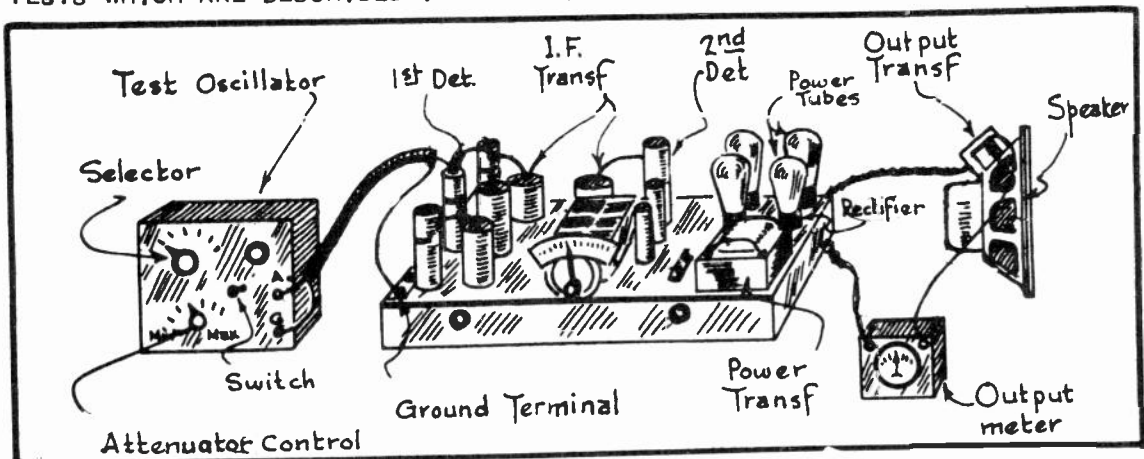 Test Oscillator
1st Det.
I.F.
Transf
2nd
Det
Power
Tubes
Output
Transf
Speaker
Selector
Rectifier
A
G
Min
Max
Switch
Attenuator Control
Ground Terminal
Power
Transf
Output
meter